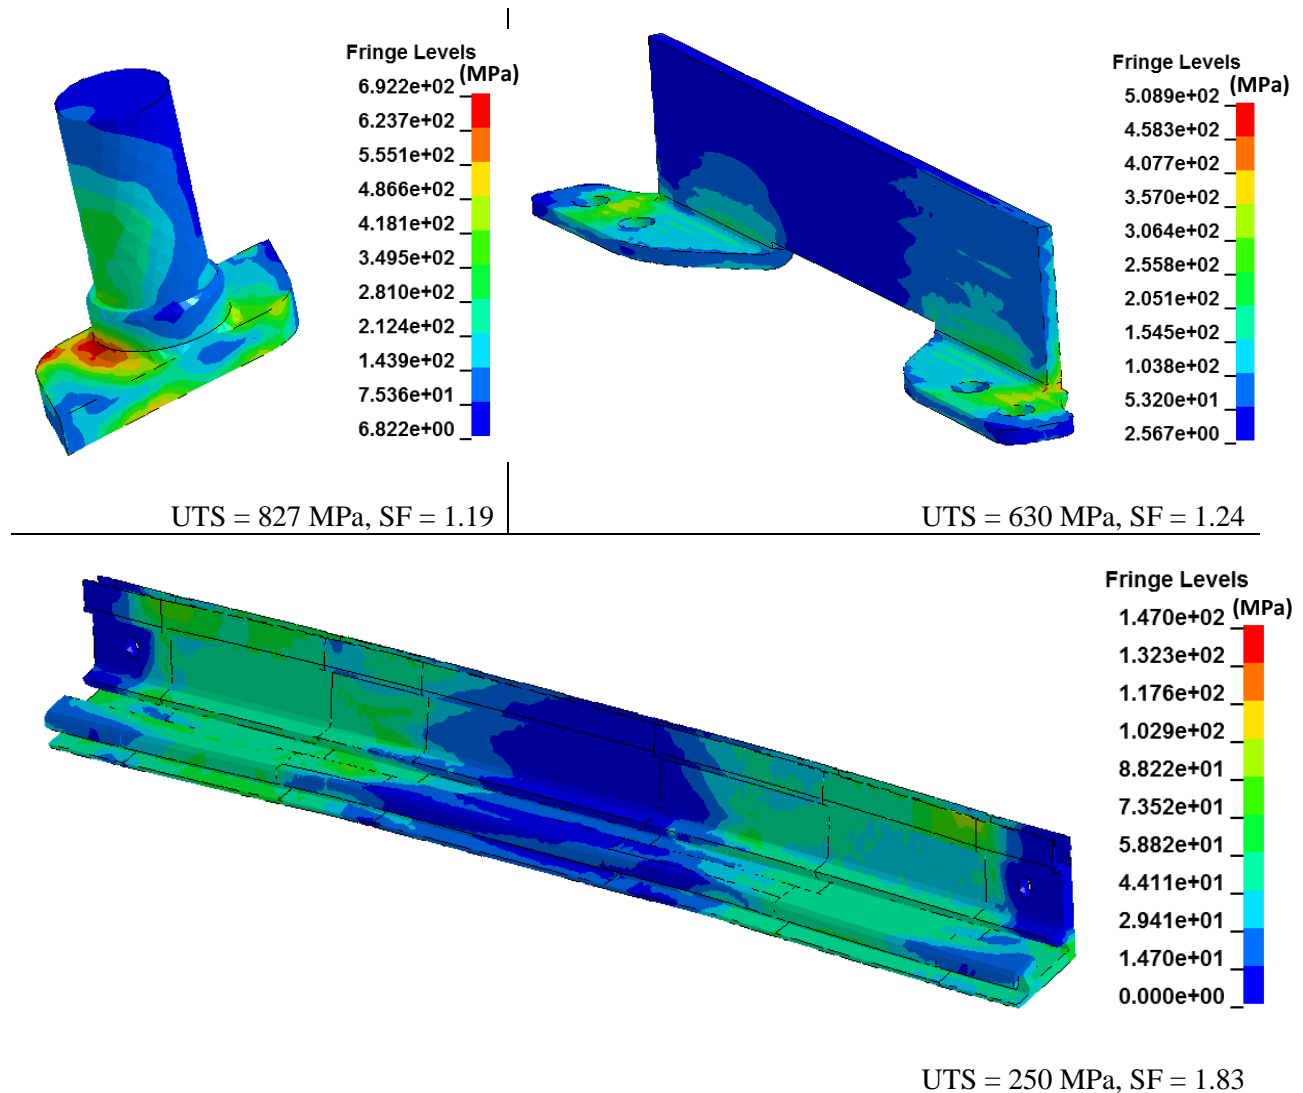 Fringe Levels
(MPa)
6.922e+02
6.237e+02
5.551e+02
4.866e+02
4.181e+02
3.495e+02
2.810e+02
2.124e+02
1.439e+02
7.536e+01
6.822e+00
UTS = 827 MPa, SF = 1.19
Fringe Levels
(MPa)
5.089e+02
4.583e+02
4.077e+02
3.570e+02
3.064e+02
2.558e+02
2.051e+02
1.545e+02
1.038e+02
5.320e+01
2.567e+00
UTS = 630 MPa, SF = 1.24
Fringe Levels
(MPa)
1.470e+02
1.323e+02
1.176e+02
1.029e+02
8.822e+01
7.352e+01
5.882e+01
4.411e+01
2.941e+01
1.470e+01
0.000e+00
UTS = 250 MPa, SF = 1.83